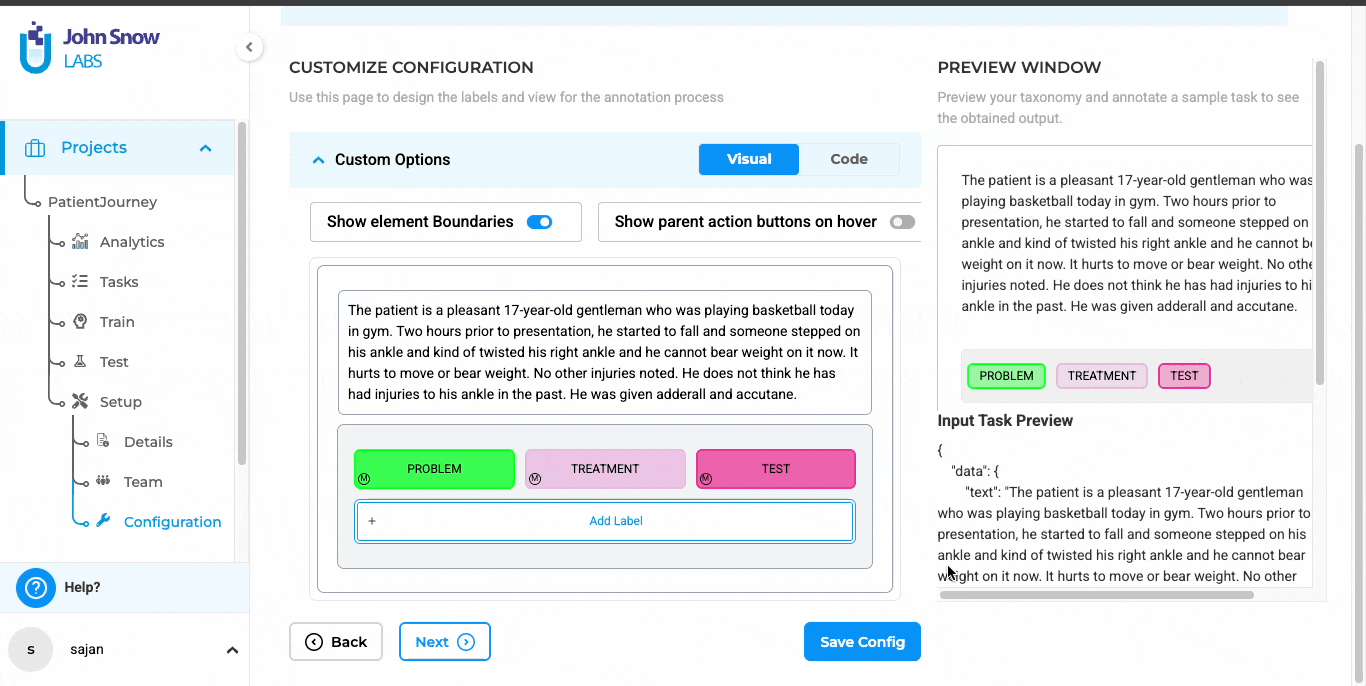 John Snow
LABS
Projects
PatientJourney
Analytics
Tasks
Train
Test
Setup
Details
Team
Configuration
Help?
s
sajan
CUSTOMIZE CONFIGURATION
Use this page to design the labels and view for the annotation process
Custom Options
Visual
Code
Show element Boundaries
Show parent action buttons on hover
The patient is a pleasant 17-year-old gentleman who was playing basketball today
in gym. Two hours prior to presentation, he started to fall and someone stepped on
his ankle and kind of twisted his right ankle and he cannot bear weight on it now. It
hurts to move or bear weight. No other injuries noted. He does not think he has
had injuries to his ankle in the past. He was given adderall and accutane.
PROBLEM
M
TREATMENT
M
TEST
M
+ Add Label
Back
Next
Save Config
PREVIEW WINDOW
Preview your taxonomy and annotate a sample task to see
the obtained output.
The patient is a pleasant 17-year-old gentleman who was
playing basketball today in gym. Two hours prior to
presentation, he started to fall and someone stepped on
ankle and kind of twisted his right ankle and he cannot be
weight on it now. It hurts to move or bear weight. No othe
injuries noted. He does not think he has had injuries to hi
ankle in the past. He was given adderall and accutane.
PROBLEM
TREATMENT
TEST
Input Task Preview
{
"data": {
"text": "The patient is a pleasant 17-year-old gentleman
who was playing basketball today in gym. Two hours prior to
presentation, he started to fall and someone stepped on his
ankle and kind of twisted his right ankle and he cannot bear
weight on it now. It hurts to move or bear weight. No other